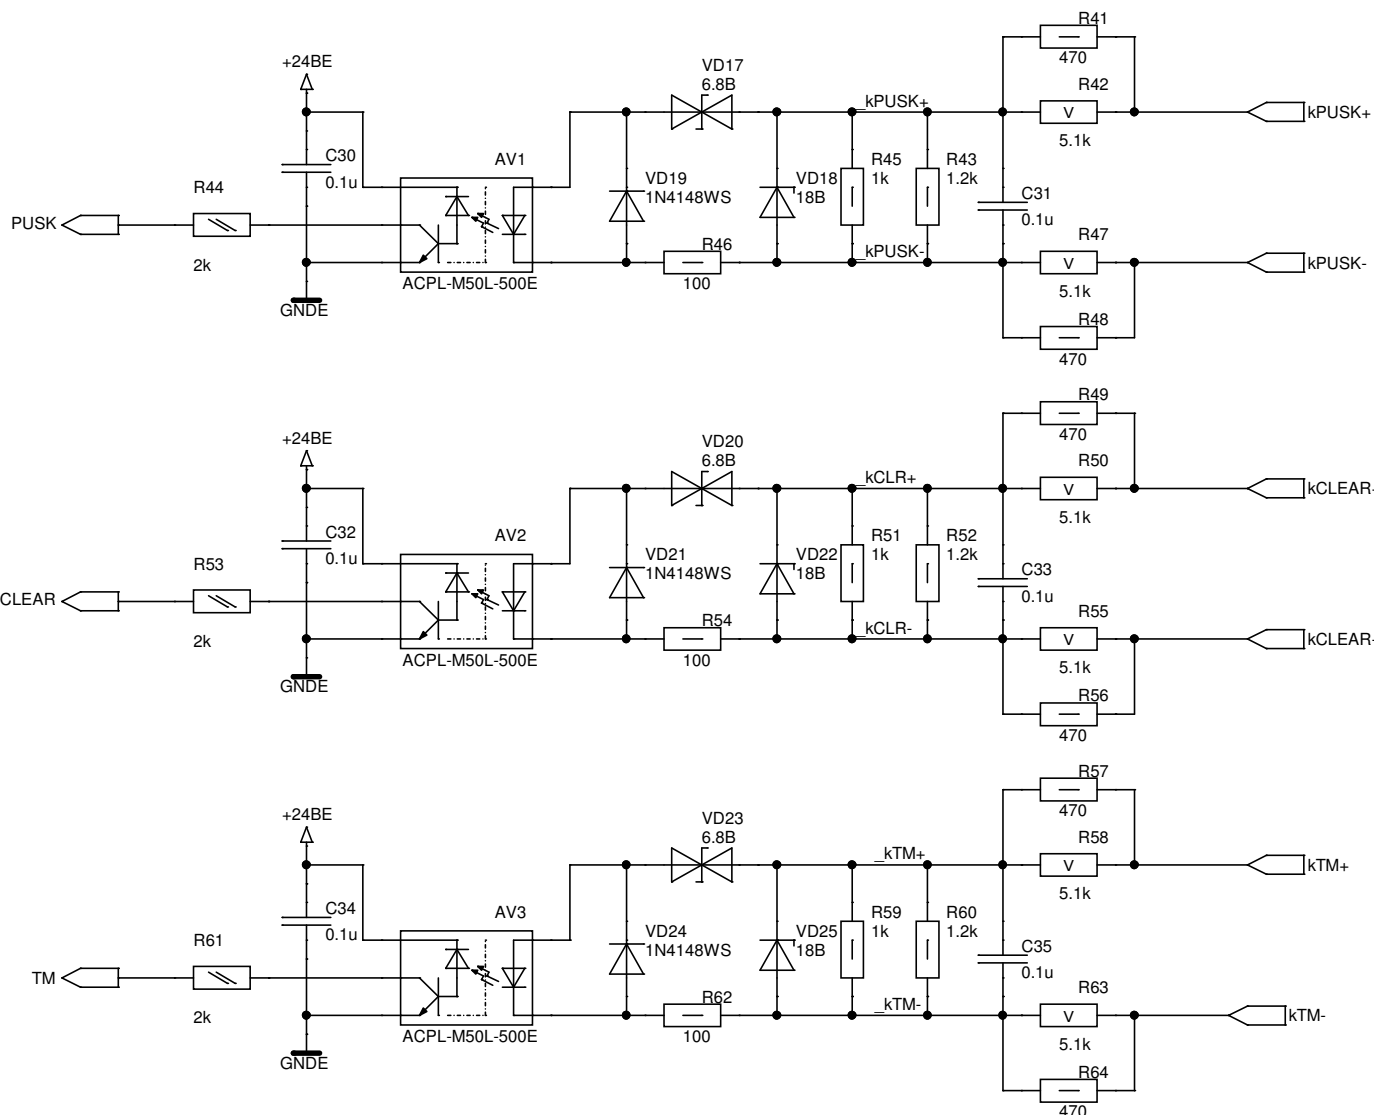 R41
470
+24BE
VD17
6.8B
R42
_kPUSK+
V
kPUSK+
5.1k
C30
0.1u
AV1
R44
VD19
1N4148WS
VD18
18B
R45
1k
R43
1.2k
C31
0.1u
PUSK
2k
R46
100
_kPUSK-
R47
V
kPUSK-
5.1k
ACPL-M50L-500E
GNDE
R48
470
R49
470
+24BE
VD20
6.8B
R50
_kCLR+
V
kCLEAR-
5.1k
C32
0.1u
AV2
R53
VD21
1N4148WS
VD22
18B
R51
1k
R52
1.2k
C33
0.1u
CLEAR
2k
R54
100
_kCLR-
R55
V
kCLEAR-
5.1k
ACPL-M50L-500E
GNDE
R56
470
R57
470
+24BE
VD23
6.8B
R58
_kTM+
V
kTM+
5.1k
C34
0.1u
AV3
R61
VD24
1N4148WS
VD25
18B
R59
1k
R60
1.2k
C35
0.1u
TM
2k
R62
100
_kTM-
R63
V
kTM-
5.1k
ACPL-M50L-500E
GNDE
R64
470